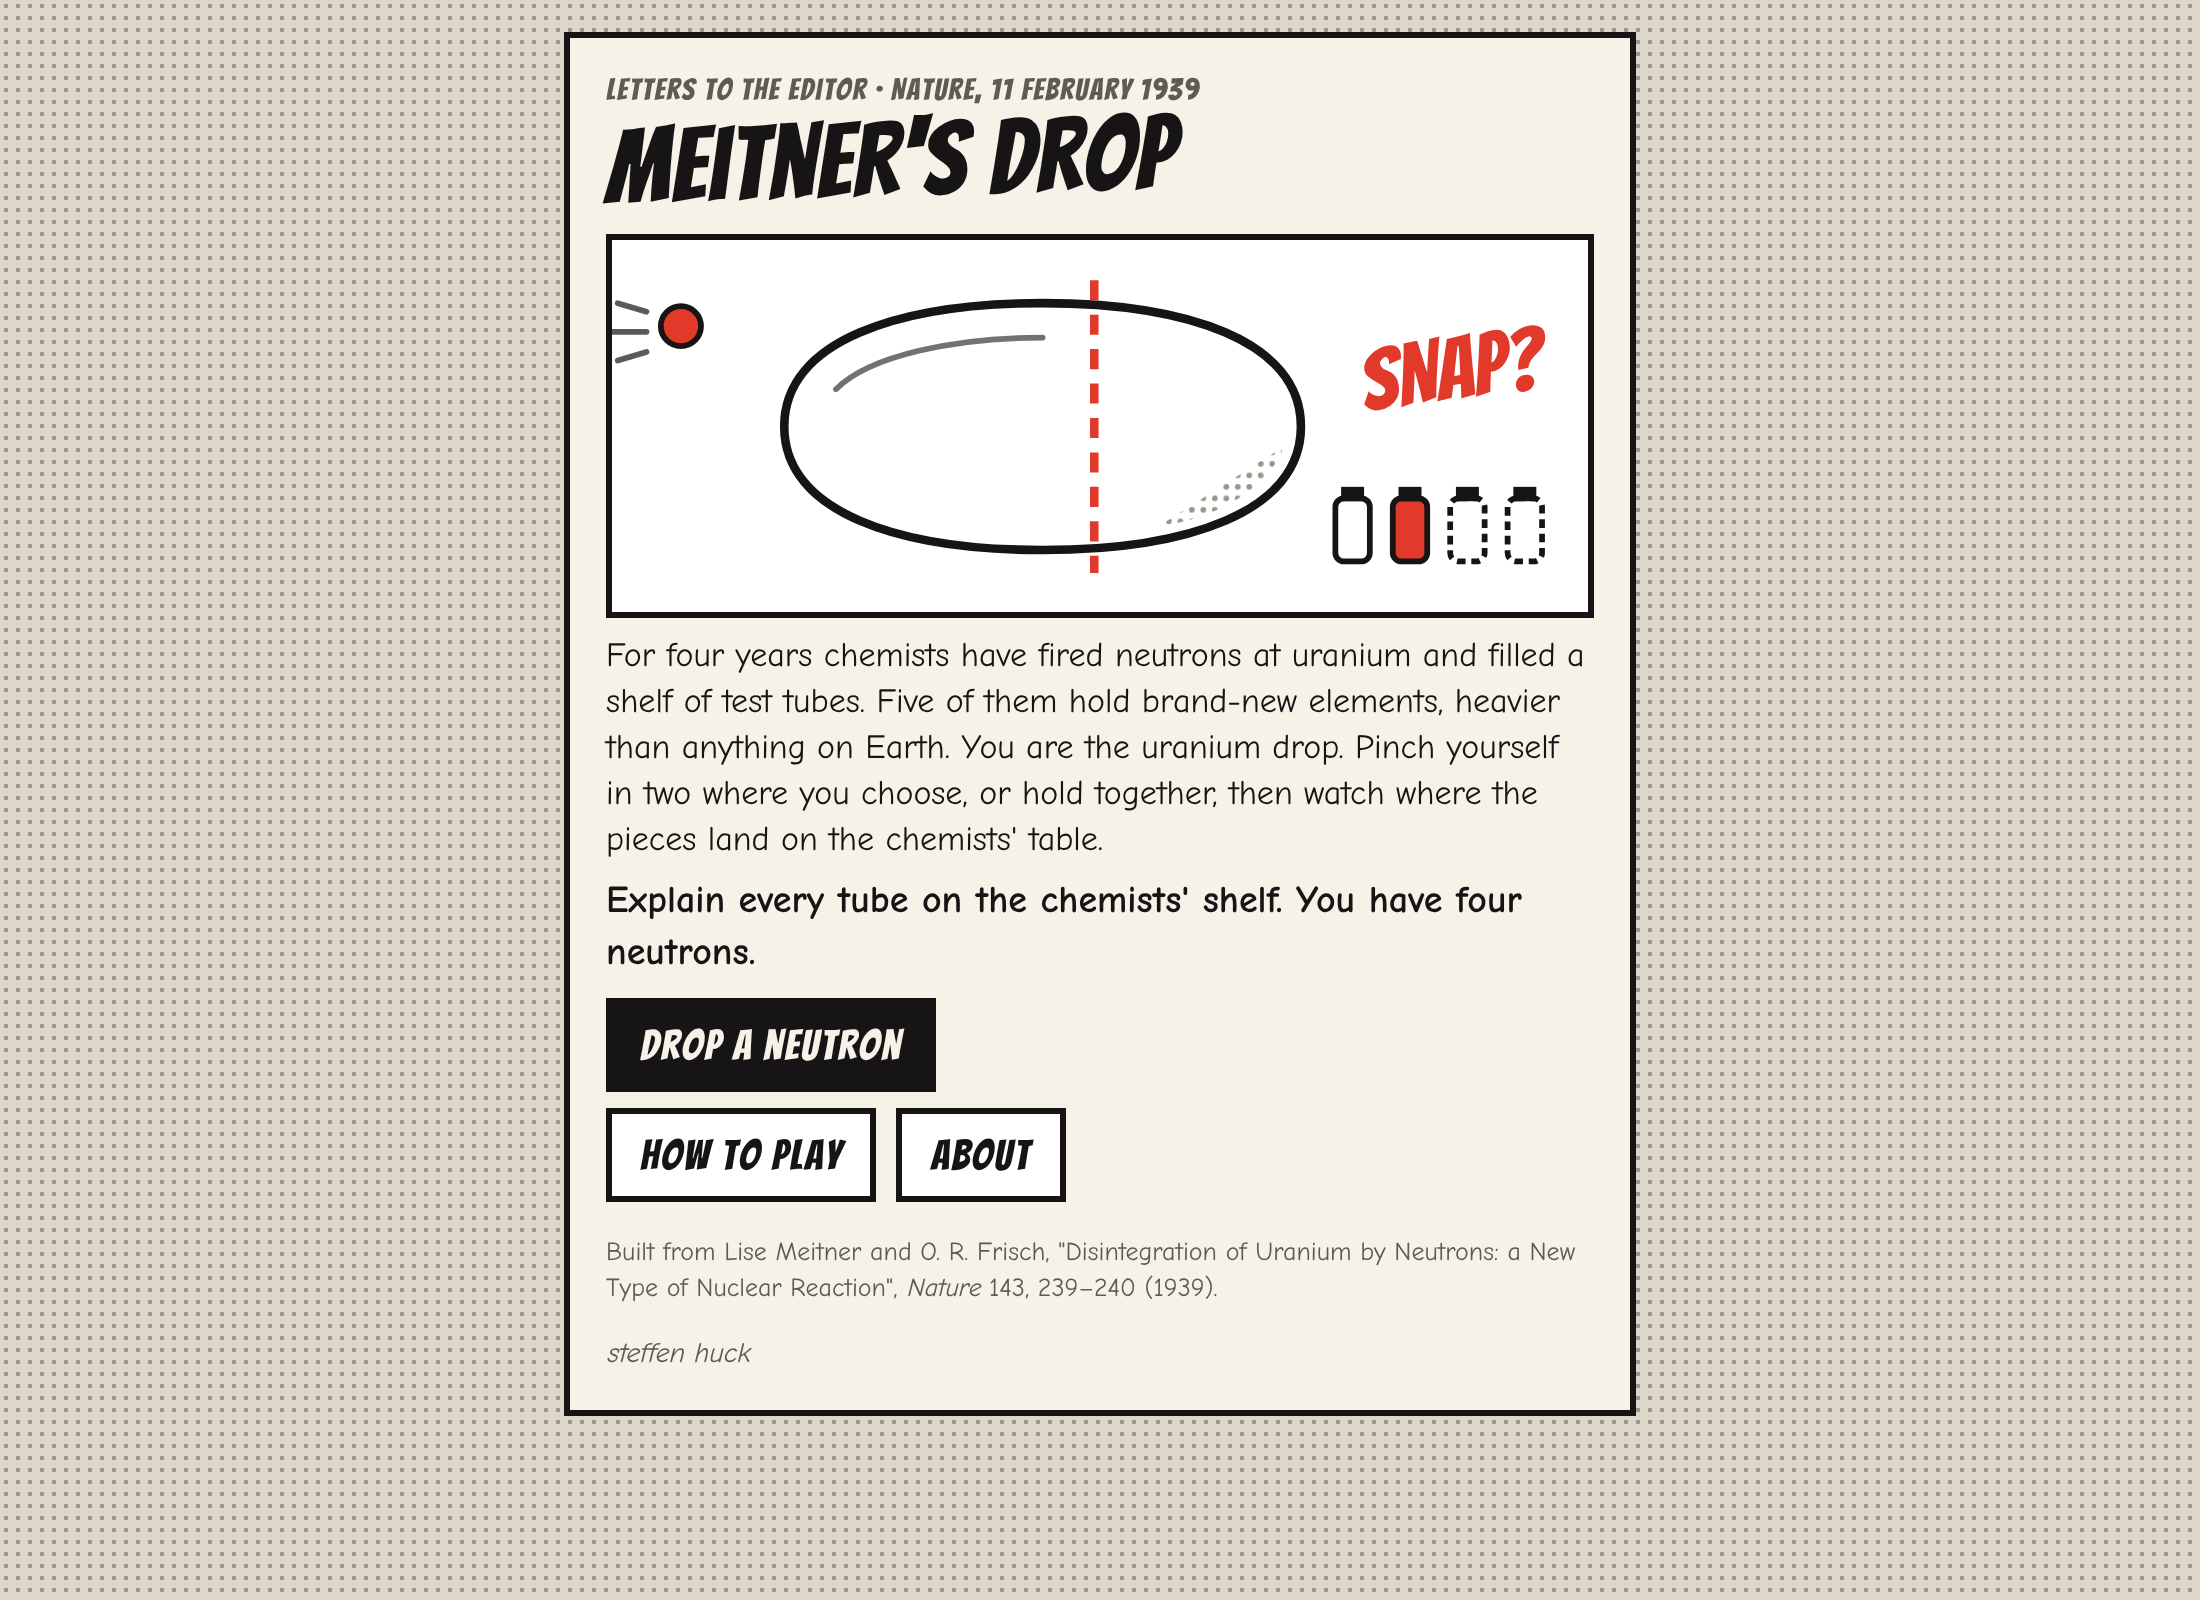 LETTERS TO THE EDITOR · NATURE, 11 FEBRUARY 1939
MEITNER'S DROP
SNAP?
For four years chemists have fired neutrons at uranium and filled a
shelf of test tubes. Five of them hold brand-new elements, heavier
than anything on Earth. You are the uranium drop. Pinch yourself
in two where you choose, or hold together, then watch where the
pieces land on the chemists' table.
Explain every tube on the chemists' shelf. You have four
neutrons.
DROP A NEUTRON
HOW TO PLAY
ABOUT
Built from Lise Meitner and O. R. Frisch, "Disintegration of Uranium by Neutrons: a New
Type of Nuclear Reaction", Nature 143, 239–240 (1939).
steffen huck